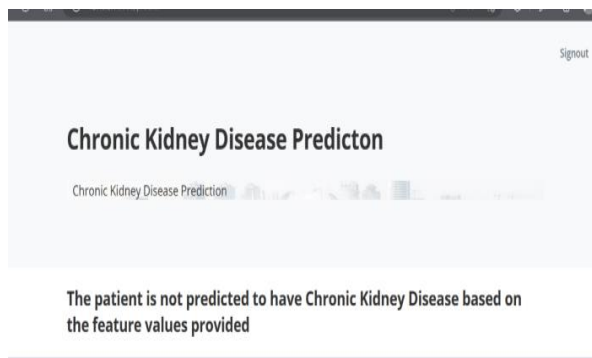 Signout
Chronic Kidney Disease Predicton
Chronic Kidney Disease Prediction
The patient is not predicted to have Chronic Kidney Disease based on
the feature values provided